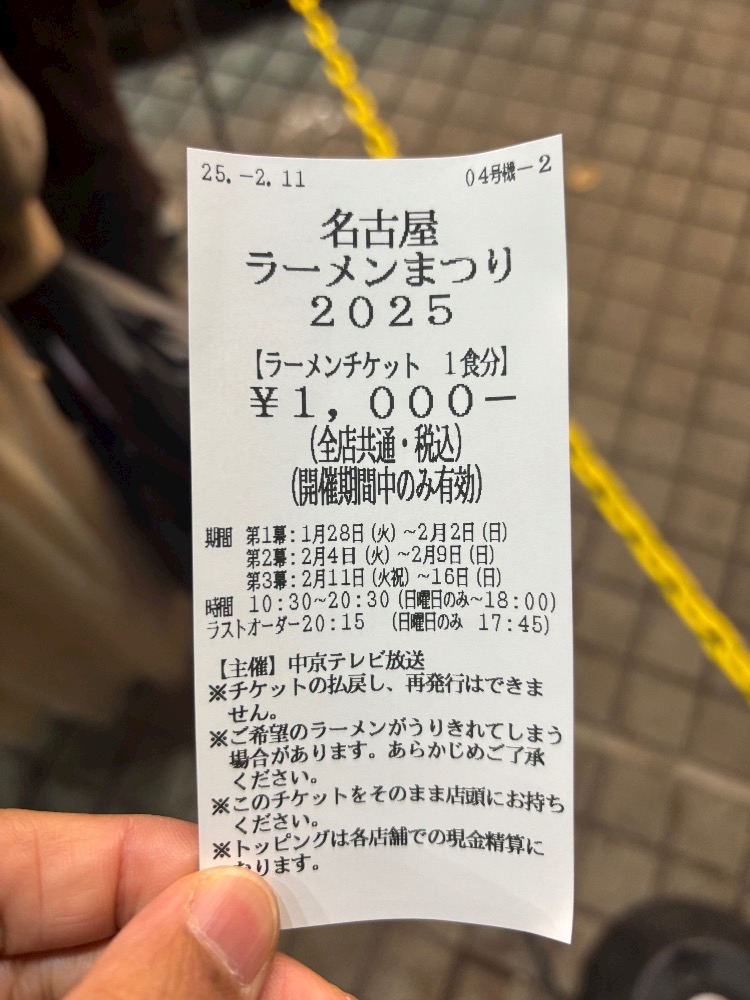 25.-2.11 04号機-2
名古屋
ラーメンまつり
2025
【ラーメンチケット 1食分】
¥1,000-
(全店共通・税込)
(開催期間中のみ有効)
期間 第1幕:1月28日(火)~2月2日(日)
第2幕:2月4日(火)~2月9日(日)
第3幕:2月11日(火祝)~16日(日)
時間 10:30~20:30(日曜日のみ~18:00)
ラストオーダー20:15 (日曜日のみ 17:45)
【主催】中京テレビ放送
※チケットの払戻し、再発行はできま
せん。
※ご希望のラーメンがうりきれてしまう
場合があります。あらかじめご了承
ください。
※このチケットをそのまま店頭にお持ち
ください。
※トッピングは各店舗での現金精算に
なります。